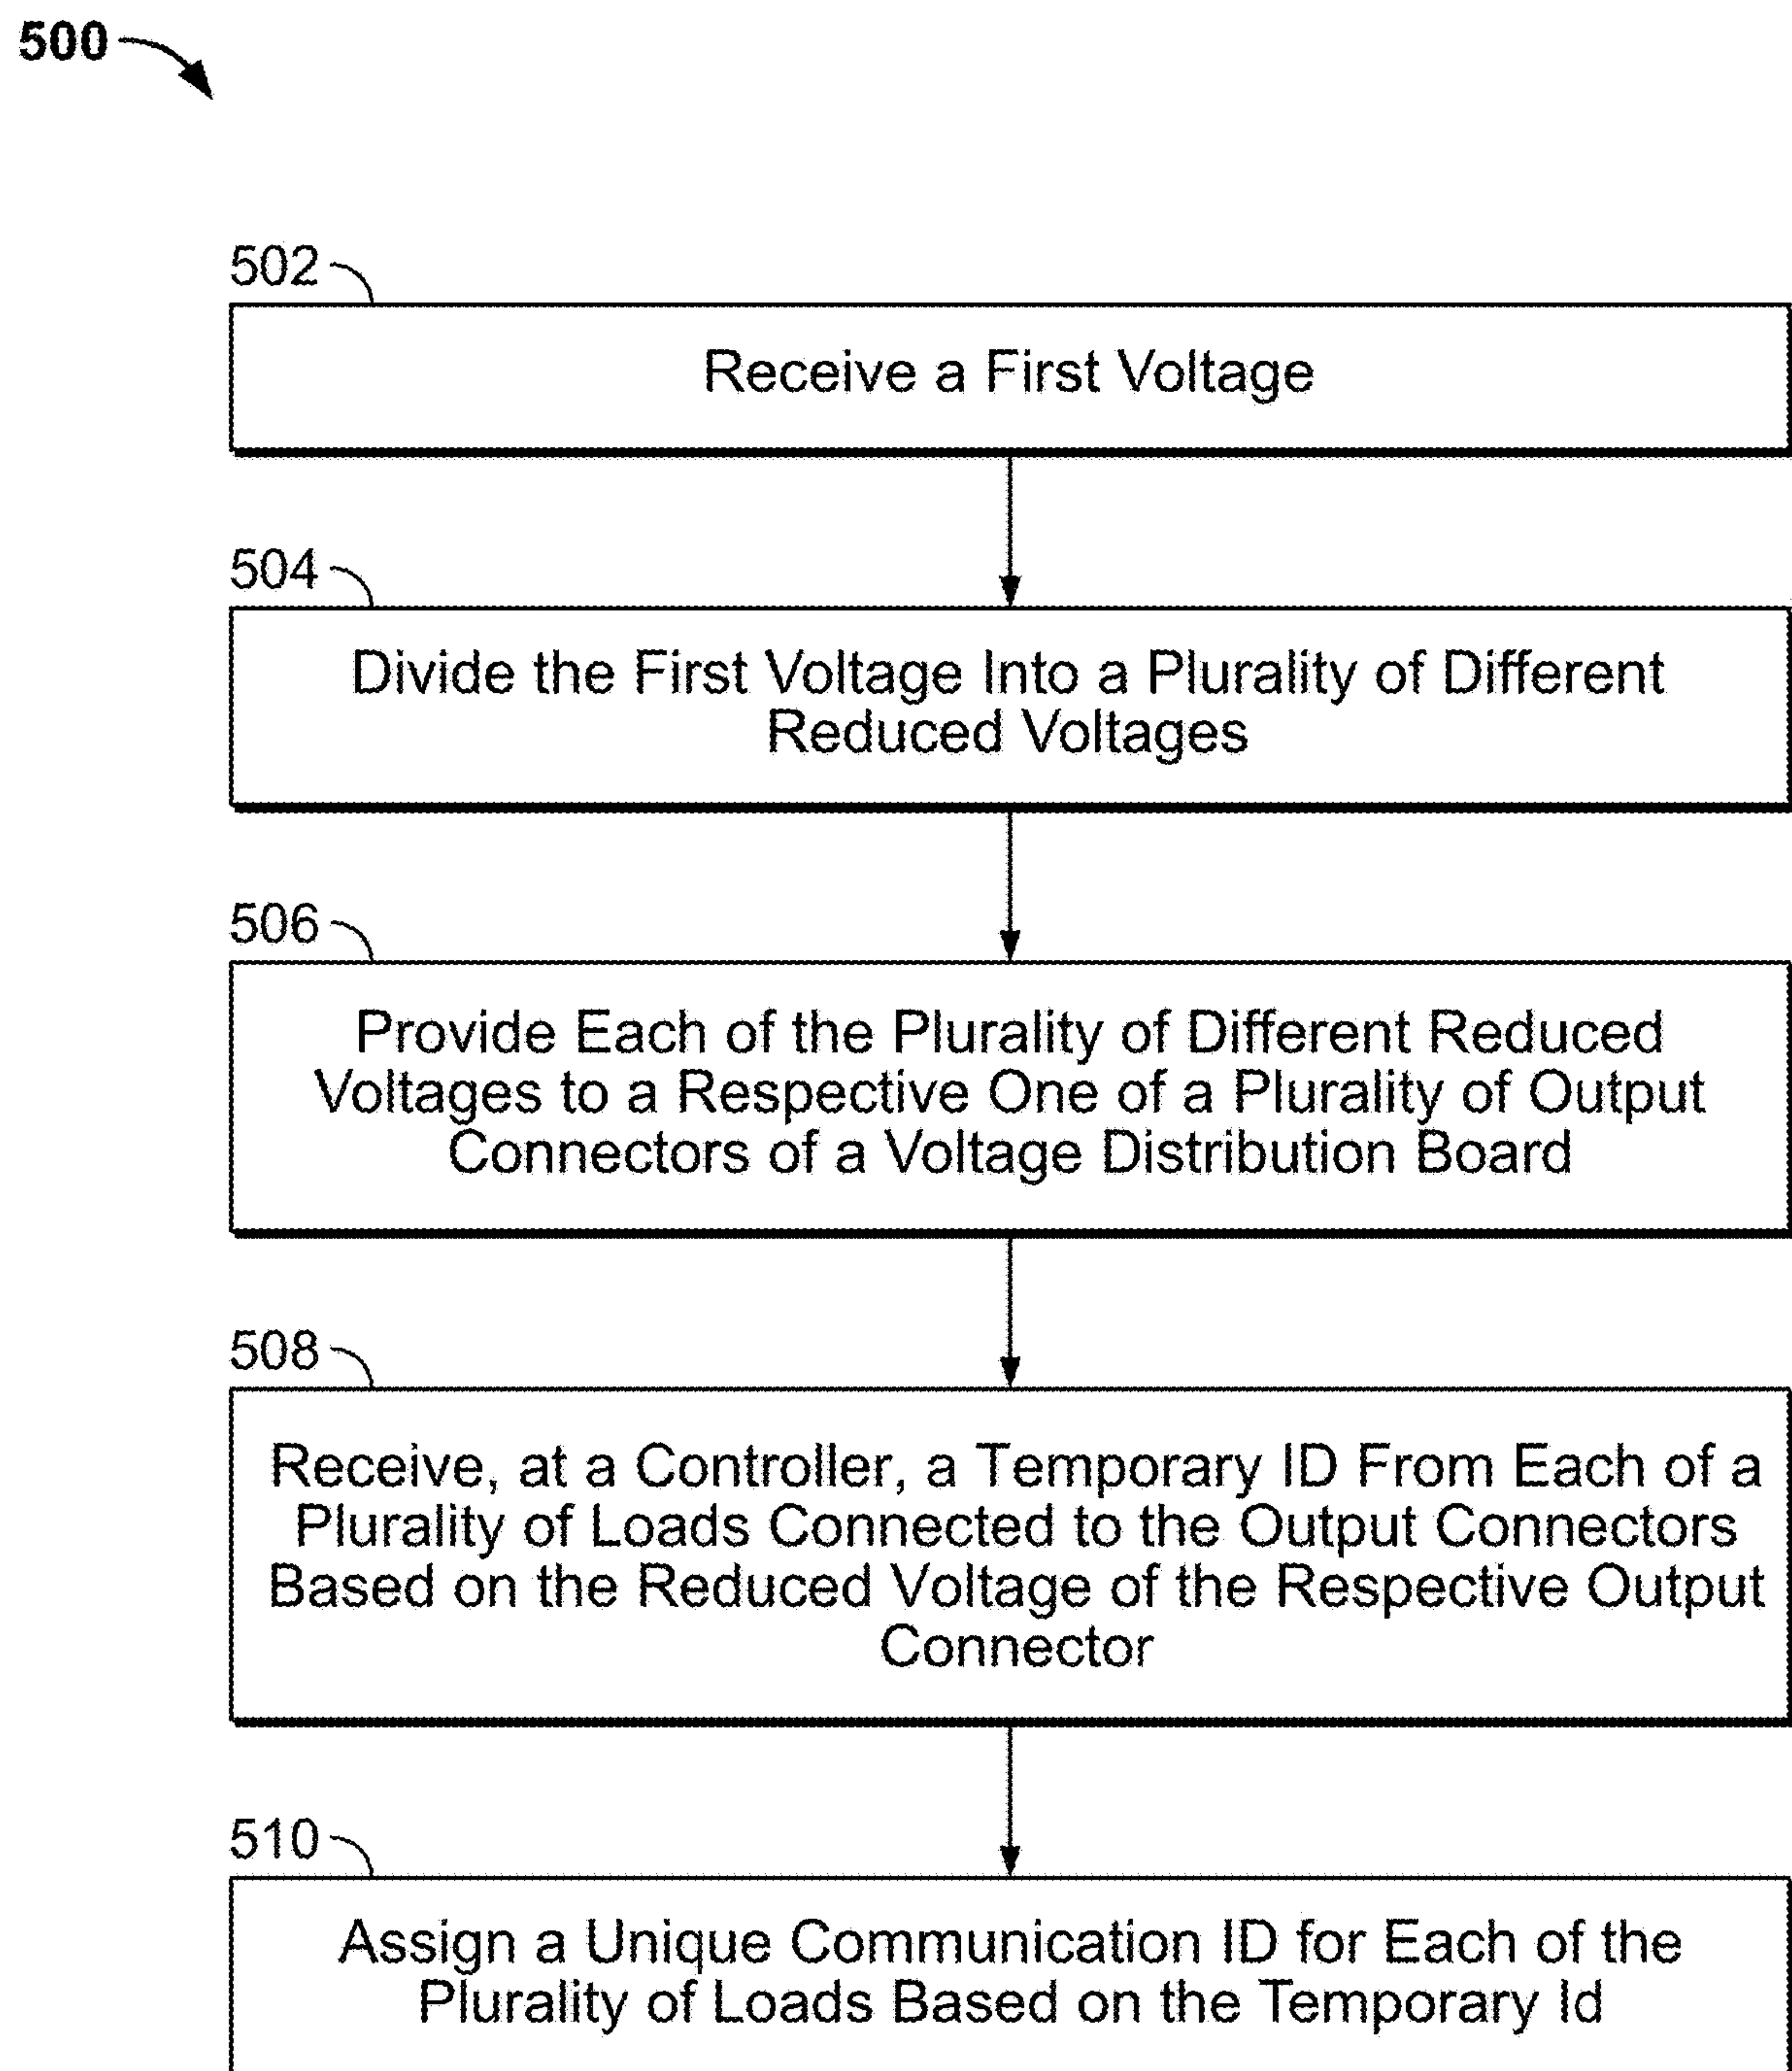 500
502
Receive a First Voltage
504
Divide the First Voltage Into a Plurality of Different
Reduced Voltages
506
Provide Each of the Plurality of Different Reduced
Voltages to a Respective One of a Plurality of Output
Connectors of a Voltage Distribution Board
508
Receive, at a Controller, a Temporary ID From Each of a
Plurality of Loads Connected to the Output Connectors
Based on the Reduced Voltage of the Respective Output
Connector
510
Assign a Unique Communication ID for Each of the
Plurality of Loads Based on the Temporary Id